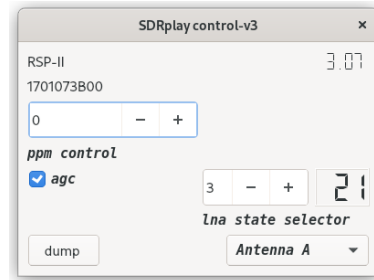 SDRplay control-v3 ×
RSP-II 3.07
1701073B00
0 − +
ppm control
agc
3 − + 21
lna state selector
dump Antenna A